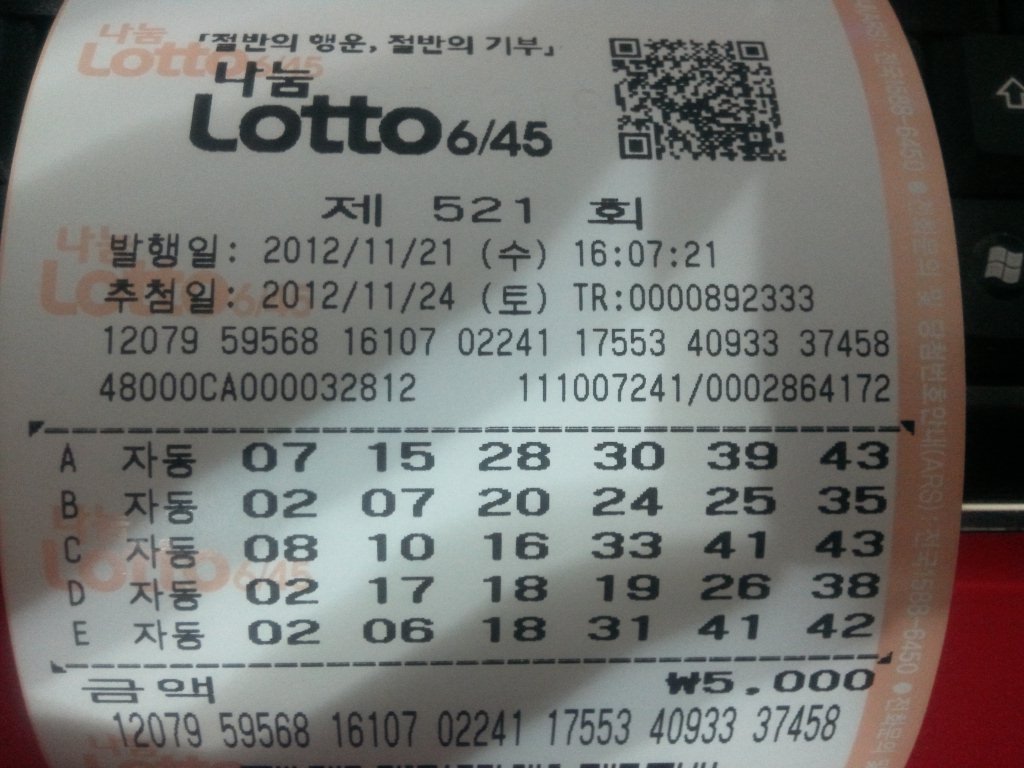 「절반의 행운, 절반의 기부」
나눔
Lotto 6/45
제 521 회
발행일: 2012/11/21 (수) 16:07:21
추첨일: 2012/11/24 (토) TR:0000892333
12079 59568 16107 02241 17553 40933 37458
48000CA000032812 111007241/0002864172
A 자동 07 15 28 30 39 43
B 자동 02 07 20 24 25 35
C 자동 08 10 16 33 41 43
D 자동 02 17 18 19 26 38
E 자동 02 06 18 31 41 42
금액 ₩5,000
12079 59568 16107 02241 17553 40933 37458